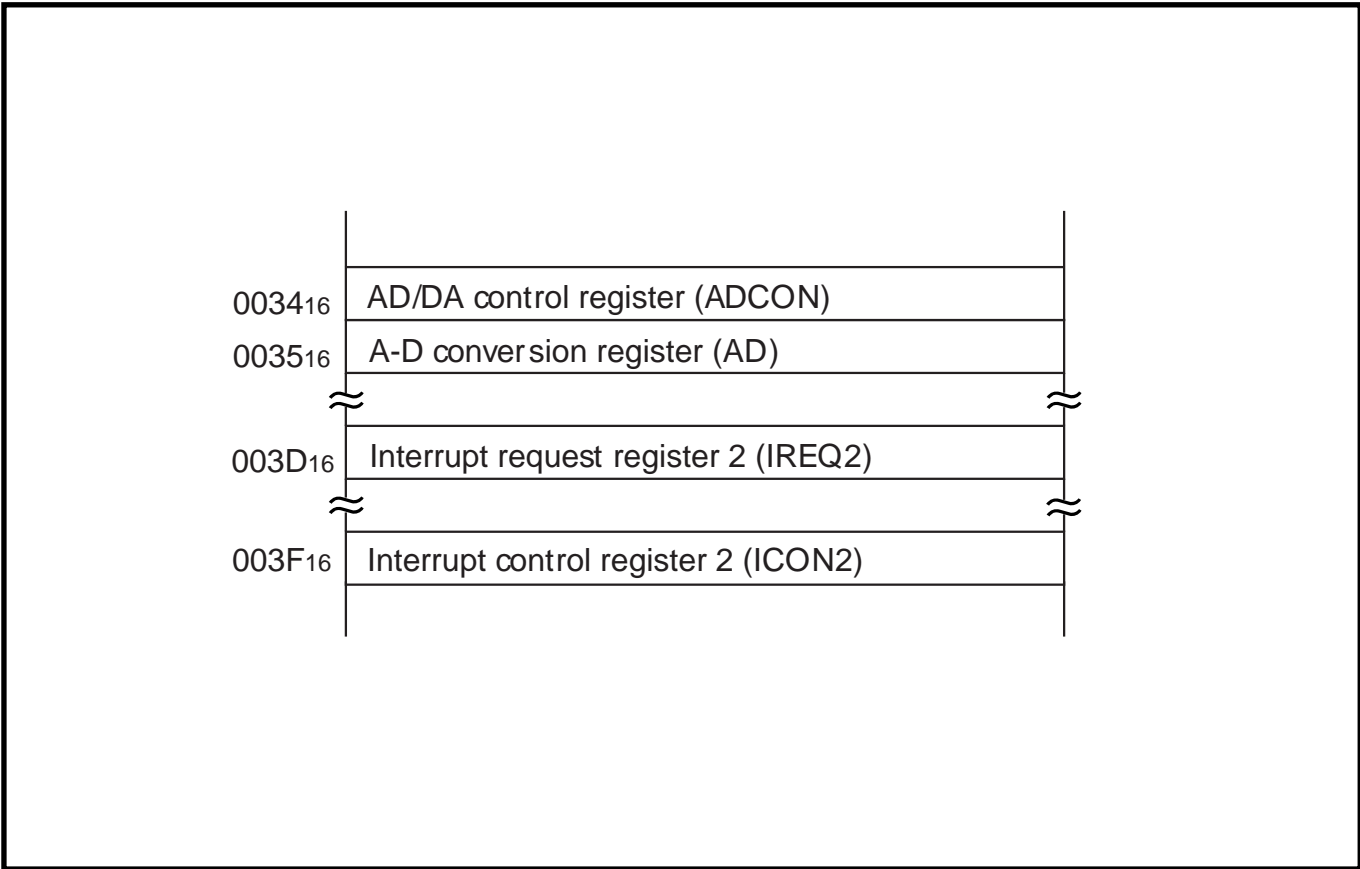 003416 AD/DA control register (ADCON)
003516 A-D conversion register (AD)
003D16 Interrupt request register 2 (IREQ2)
003F16 Interrupt control register 2 (ICON2)